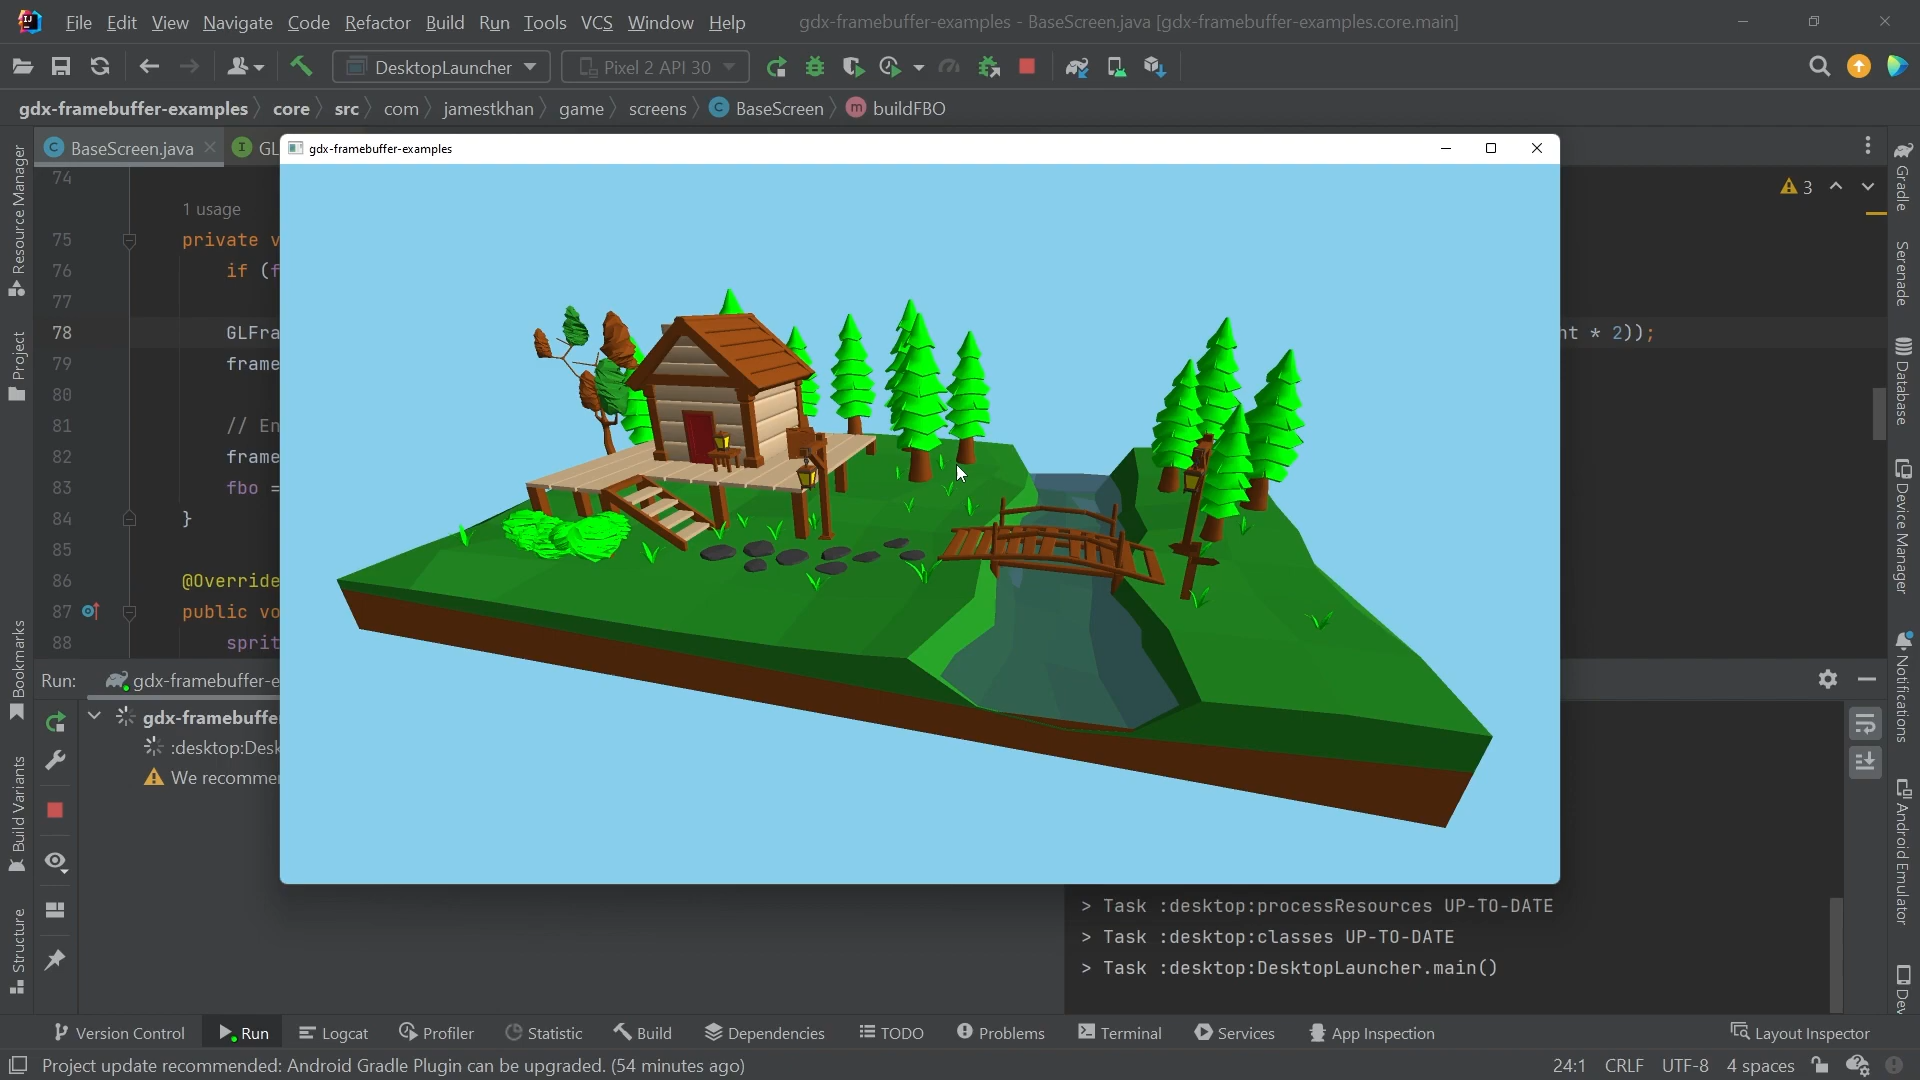 File Edit View Navigate Code Refactor Build Run Tools VCS Window Help gdx-framebuffer-examples - BaseScreen.java [gdx-framebuffer-examples.core.main]
DesktopLauncher Pixel 2 API 30
gdx-framebuffer-examples core src com jamestkhan game screens BaseScreen buildFBO
BaseScreen.java GL
gdx-framebuffer-examples
74
3
1 usage
75 private v
76 if (f
77
78 GLFra nt * 2));
79 frame
80
81 // En
82 frame
83 fbo =
84 }
85
86 @Override
87 public vo
88 sprit
Run: gdx-framebuffer-e
gdx-framebuffe
:desktop:Desk
We recommen
> Task :desktop:processResources UP-TO-DATE
> Task :desktop:classes UP-TO-DATE
> Task :desktop:DesktopLauncher.main()
Resource Manager
Project
Bookmarks
Build Variants
Structure
Gradle
Serenade
Database
Device Manager
Notifications
Android Emulator
Dev
Version Control Run Logcat Profiler Statistic Build Dependencies TODO Problems Terminal Services App Inspection Layout Inspector
Project update recommended: Android Gradle Plugin can be upgraded. (54 minutes ago) 24:1 CRLF UTF-8 4 spaces